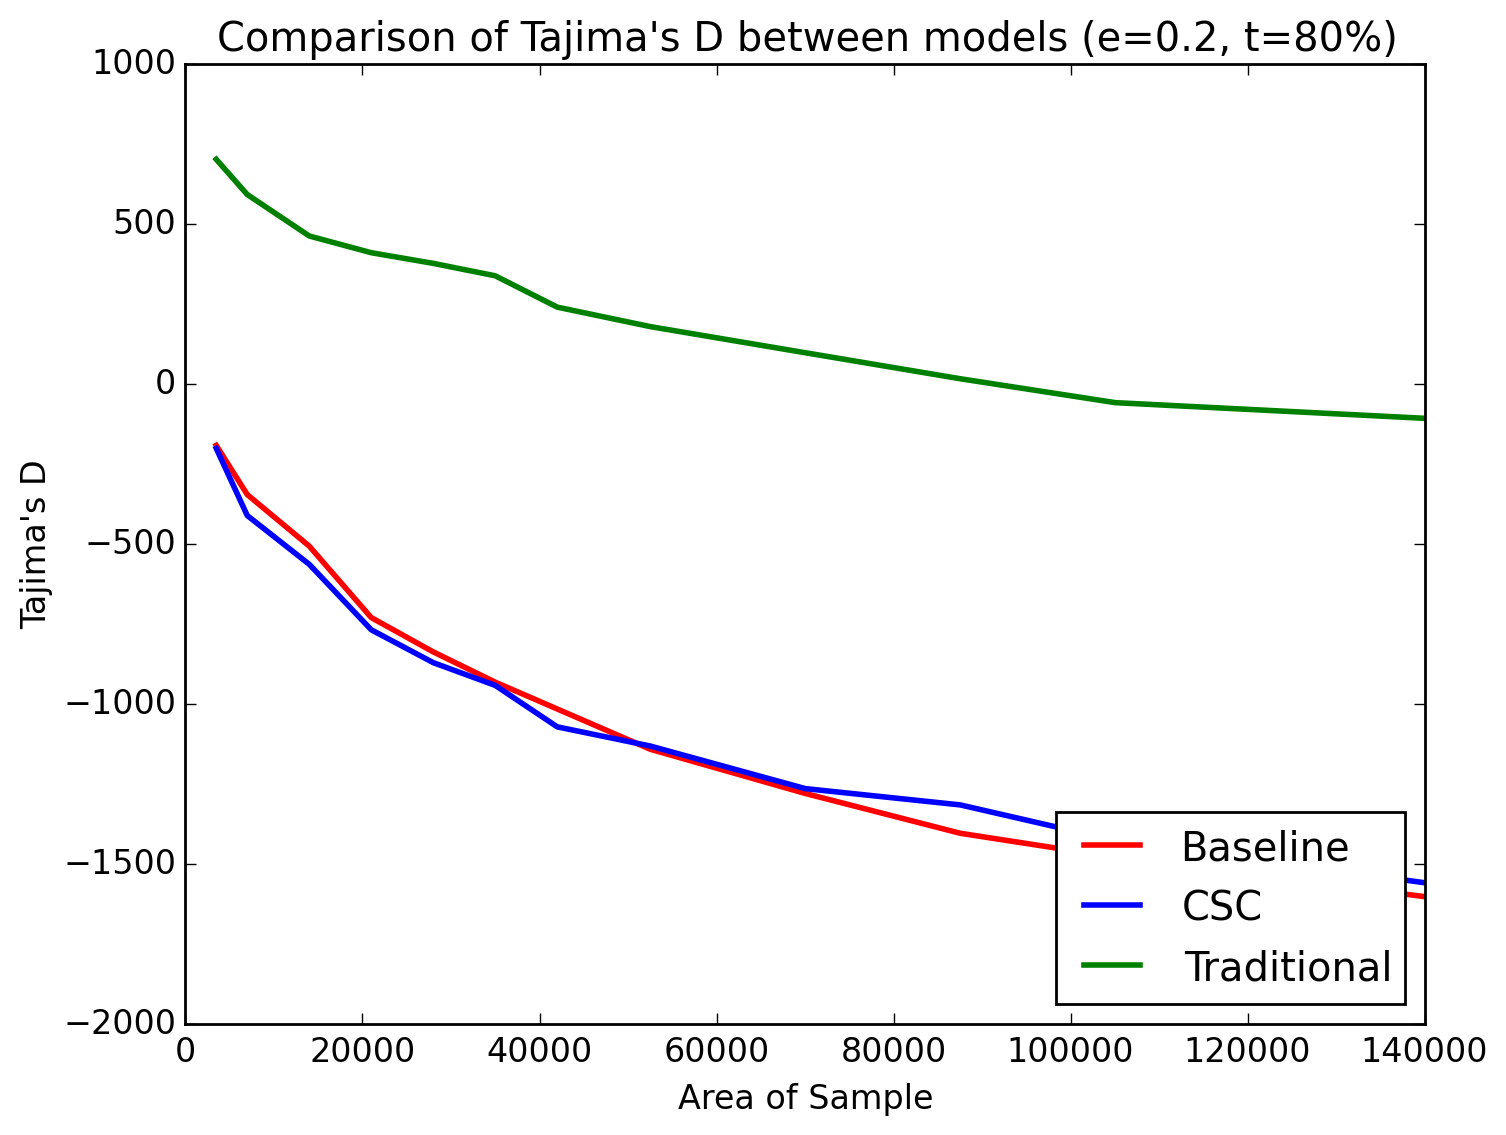 Comparison of Tajima's D between models (e=0.2, t=80%)
1000
500
0
−500
−1000
−1500
−2000
Tajima's D
0 20000 40000 60000 80000 100000 120000 140000
Area of Sample
Baseline
CSC
Traditional